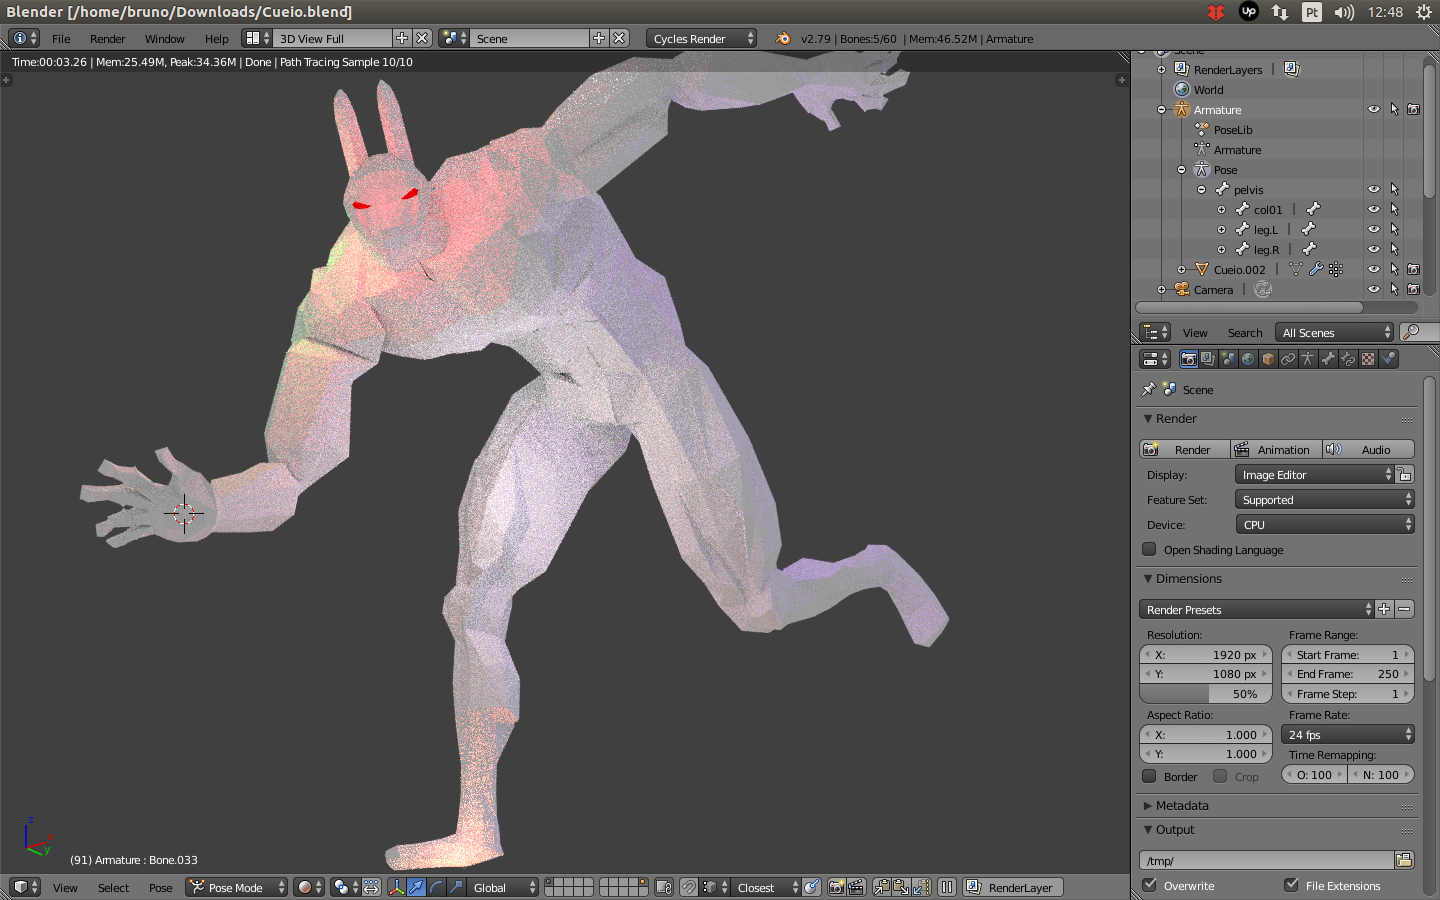 Blender [/home/bruno/Downloads/Cueio.blend]
up Pt 12:48
File Render Window Help 3D View Full Scene Cycles Render v2.79 | Bones:5/60 | Mem:46.52M | Armature
Time:00:03.26 | Mem:25.49M, Peak:34.36M | Done | Path Tracing Sample 10/10
Scene
RenderLayers
World
Armature
PoseLib
Armature
Pose
pelvis
col01
leg.L
leg.R
Cueio.002
Camera
View Search All Scenes
Scene
Render
Render Animation Audio
Display: Image Editor
Feature Set: Supported
Device: CPU
Open Shading Language
Dimensions
Render Presets
Resolution: Frame Range:
X: 1920 px Start Frame: 1
Y: 1080 px End Frame: 250
50% Frame Step: 1
Aspect Ratio: Frame Rate:
X: 1.000 24 fps
Y: 1.000 Time Remapping:
Border Crop O: 100 N: 100
Metadata
Output
/tmp/
Overwrite File Extensions
z
x
y
(91) Armature : Bone.033
View Select Pose Pose Mode Global Closest RenderLayer